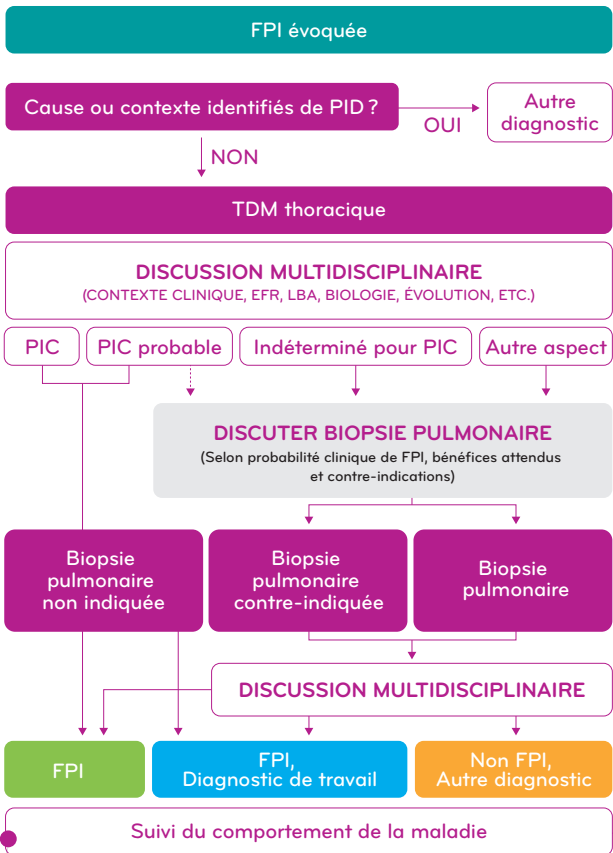 FPI évoquée
Cause ou contexte identifiés de PID ?
OUI
Autre
diagnostic
NON
TDM thoracique
DISCUSSION MULTIDISCIPLINAIRE
(CONTEXTE CLINIQUE, EFR, LBA, BIOLOGIE, ÉVOLUTION, ETC.)
PIC
PIC probable
Indéterminé pour PIC
Autre aspect
DISCUTER BIOPSIE PULMONAIRE
(Selon probabilité clinique de FPI, bénéfices attendus
et contre-indications)
Biopsie
pulmonaire
non indiquée
Biopsie
pulmonaire
contre-indiquée
Biopsie
pulmonaire
DISCUSSION MULTIDISCIPLINAIRE
FPI
FPI,
Diagnostic de travail
Non FPI,
Autre diagnostic
Suivi du comportement de la maladie